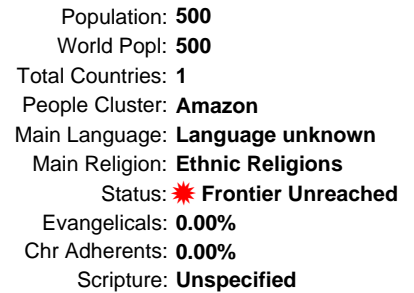 Population: 500
World Popl: 500
Total Countries: 1
People Cluster: Amazon
Main Language: Language unknown
Main Religion: Ethnic Religions
Status: Frontier Unreached
Evangelicals: 0.00%
Chr Adherents: 0.00%
Scripture: Unspecified